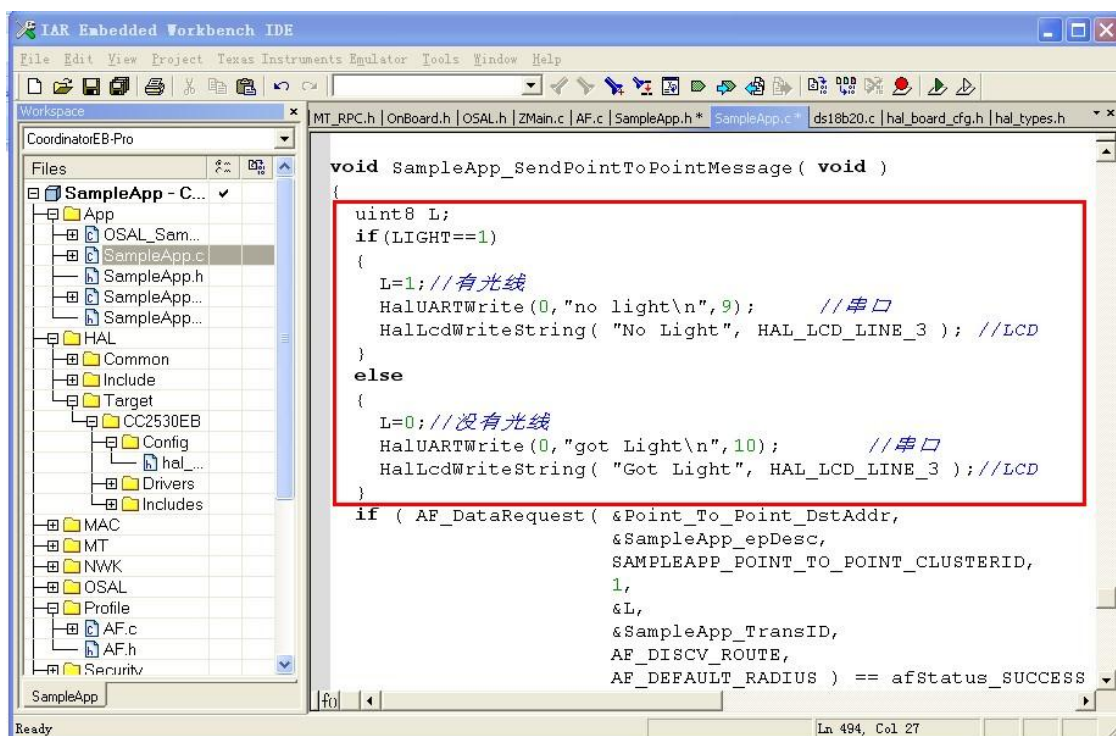 IAR Embedded Workbench IDE
File Edit View Project Texas Instruments Emulator Tools Window Help
Workspace
MT_RPC.h | OnBoard.h | OSAL.h | ZMain.c | AF.c | SampleApp.h * SampleApp.c * ds18b20.c | hal_board_cfg.h | hal_types.h
CoordinatorEB-Pro
Files
SampleApp - C...
App
OSAL_Sam...
SampleApp.c
SampleApp.h
SampleApp...
SampleApp...
HAL
Common
Include
Target
CC2530EB
Config
hal_...
Drivers
Includes
MAC
MT
NWK
OSAL
Profile
AF.c
AF.h
Security
SampleApp
void SampleApp_SendPointToPointMessage( void )
{
uint8 L;
if(LIGHT==1)
{
L=1;//有光线
HalUARTWrite(0,"no light\n",9); //串口
HalLcdWriteString( "No Light", HAL_LCD_LINE_3 ); //LCD
}
else
{
L=0;//没有光线
HalUARTWrite(0,"got Light\n",10); //串口
HalLcdWriteString( "Got Light", HAL_LCD_LINE_3 );//LCD
}
if ( AF_DataRequest( &Point_To_Point_DstAddr,
&SampleApp_epDesc,
SAMPLEAPP_POINT_TO_POINT_CLUSTERID,
1,
&L,
&SampleApp_TransID,
AF_DISCV_ROUTE,
AF_DEFAULT_RADIUS ) == afStatus_SUCCESS
f0
Ready
Ln 494, Col 27